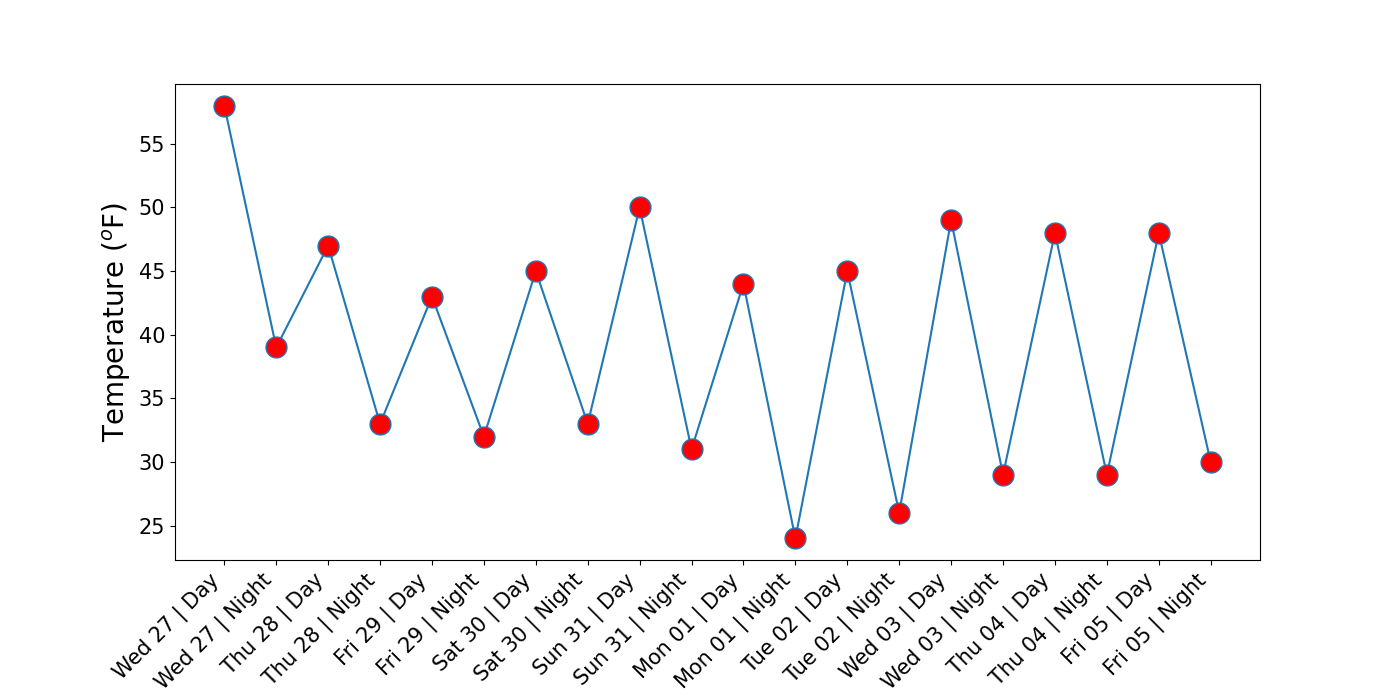 Temperature (°F)
55
50
45
40
35
30
25
Wed 27 | Day
Wed 27 | Night
Thu 28 | Day
Thu 28 | Night
Fri 29 | Day
Fri 29 | Night
Sat 30 | Day
Sat 30 | Night
Sun 31 | Day
Sun 31 | Night
Mon 01 | Day
Mon 01 | Night
Tue 02 | Day
Tue 02 | Night
Wed 03 | Day
Wed 03 | Night
Thu 04 | Day
Thu 04 | Night
Fri 05 | Day
Fri 05 | Night